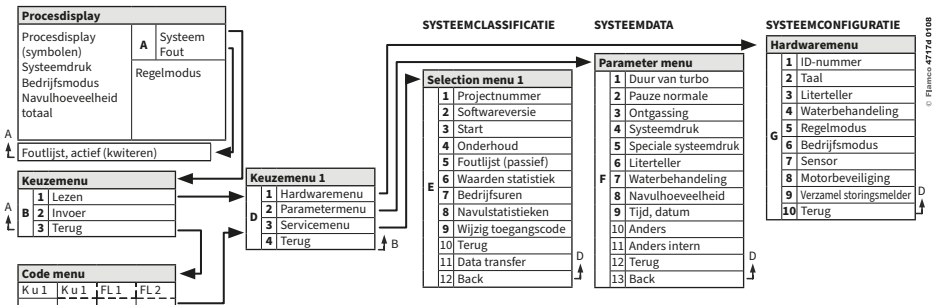 Procesdisplay
Procesdisplay
(symbolen)
Systeemdruk
Bedrijfsmodus
Navulhoeveelheid
totaal
A
Systeem
Fout
Regelmodus
A
Foutlijst, actief (kwiteren)
Keuzemenu
A
B
1 Lezen
2 Invoer
3 Terug
Code menu
K u 1 K u 1 FL 1 FL 2
Keuzemenu 1
D
1 Hardwaremenu
2 Parametermenu
3 Servicemenu
4 Terug
B
SYSTEEMCLASSIFICATIE
Selection menu 1
E
1 Projectnummer
2 Softwareversie
3 Start
4 Onderhoud
5 Foutlijst (passief)
6 Waarden statistiek
7 Bedrijfsuren
8 Navulstatistieken
9 Wijzig toegangscode
10 Terug
11 Data transfer
12 Back
D
SYSTEEMDATA
Parameter menu
F
1 Duur van turbo
2 Pauze normale
3 Ontgassing
4 Systeemdruk
5 Speciale systeemdruk
6 Literteller
7 Waterbehandeling
8 Navulhoeveelheid
9 Tijd, datum
10 Anders
11 Anders intern
12 Terug
13 Back
D
SYSTEEMCONFIGURATIE
Hardwaremenu
G
1 ID-nummer
2 Taal
3 Literteller
4 Waterbehandeling
5 Regelmodus
6 Bedrijfsmodus
7 Sensor
8 Motorbeveiliging
9 Verzamel storingsmelder
10 Terug
D
© Flamco 4717d 0108